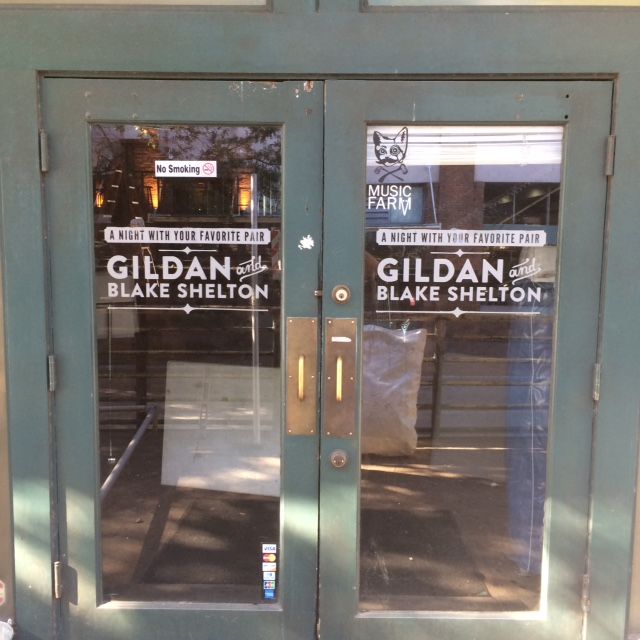 No Smoking
A NIGHT WITH YOUR FAVORITE PAIR
GILDAN and
BLAKE SHELTON
VISA
MUSIC
FARM
A NIGHT WITH YOUR FAVORITE PAIR
GILDAN and
BLAKE SHELTON